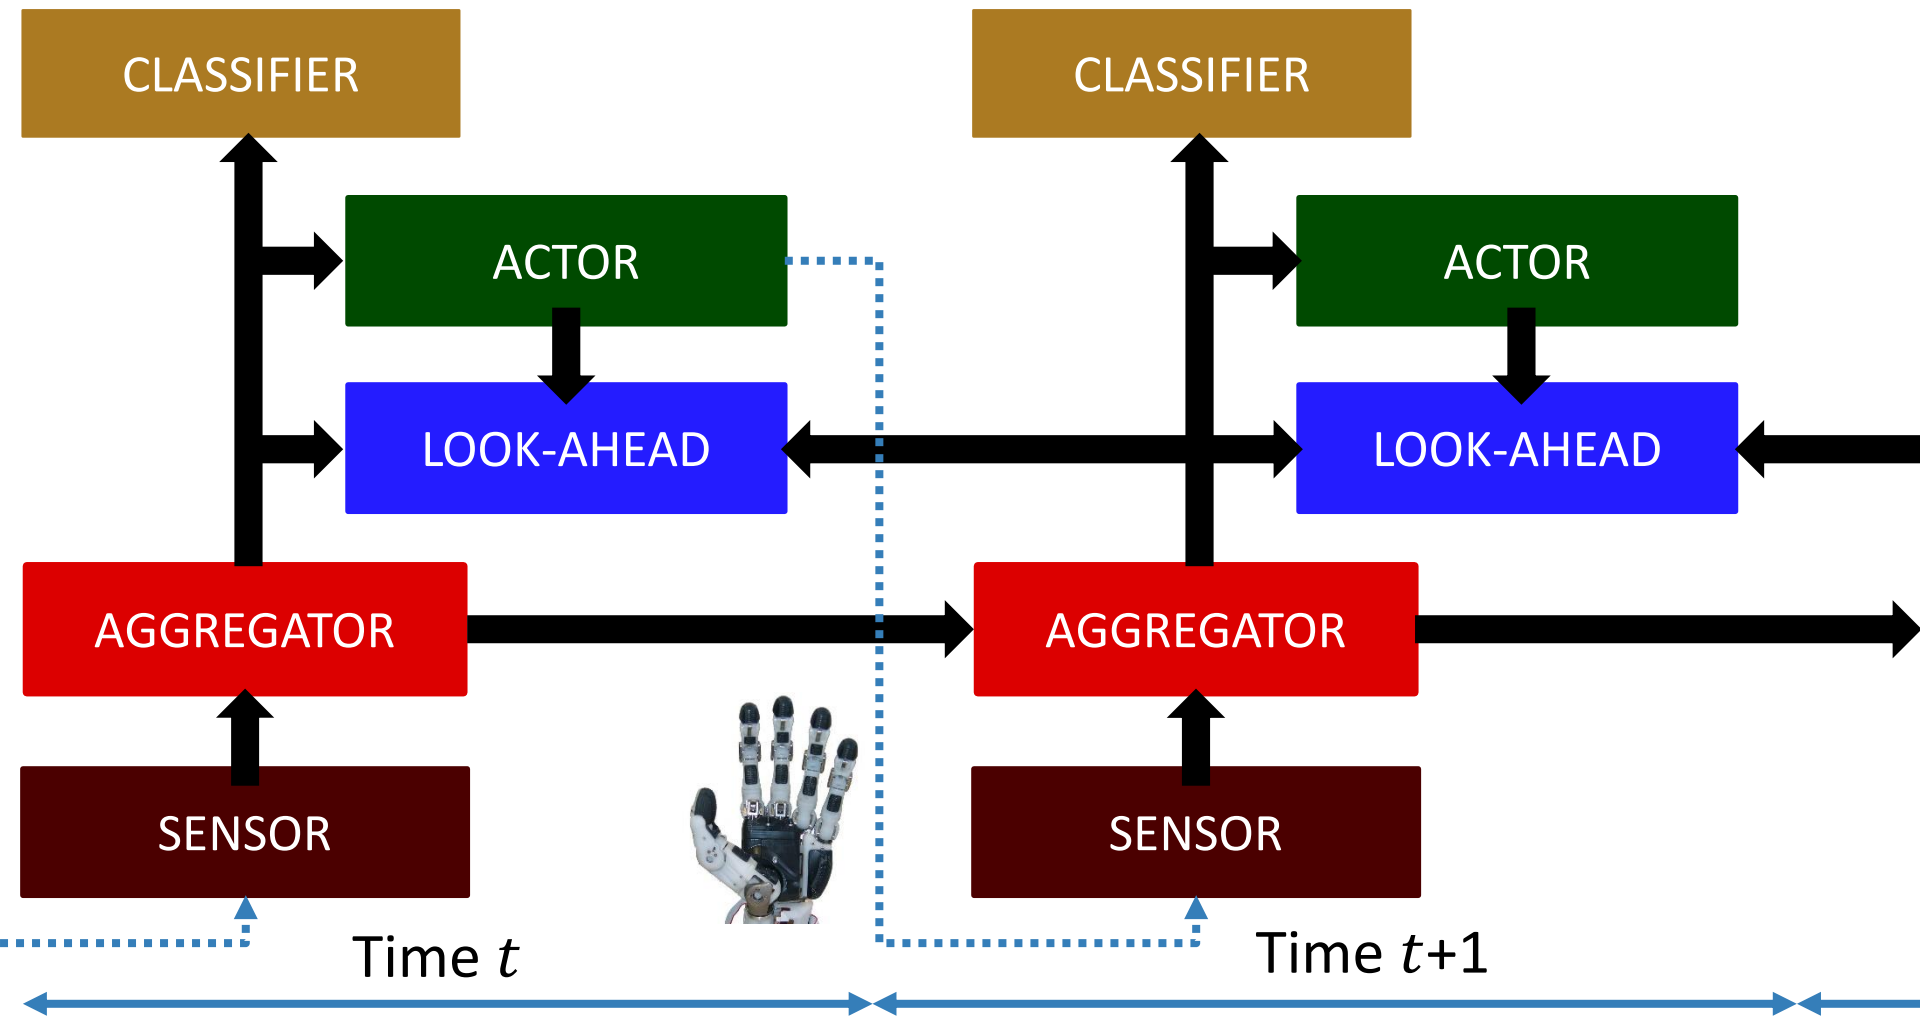 CLASSIFIER
CLASSIFIER
ACTOR
ACTOR
LOOK-AHEAD
LOOK-AHEAD
AGGREGATOR
AGGREGATOR
SENSOR
SENSOR
Time t
Time t+1